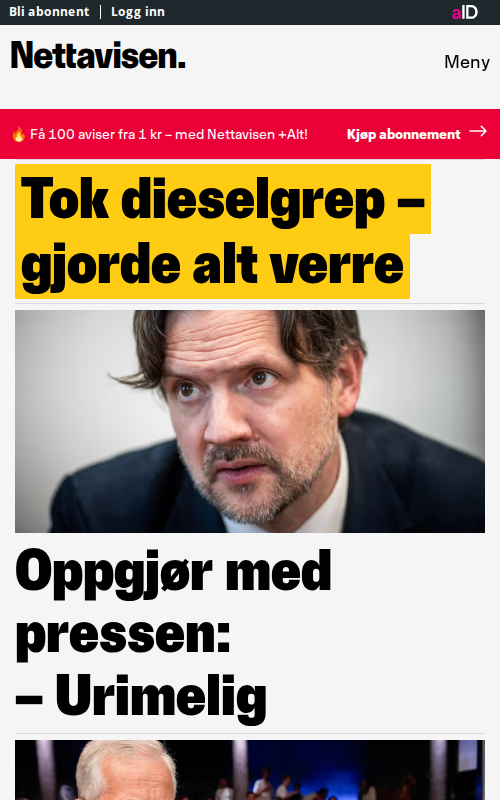 Bli abonnent | Logg inn
aID
Nettavisen.
Meny
🔥 Få 100 aviser fra 1 kr – med Nettavisen +Alt!
Kjøp abonnement →
Tok dieselgrep –
gjorde alt verre
Oppgjør med
pressen:
– Urimelig